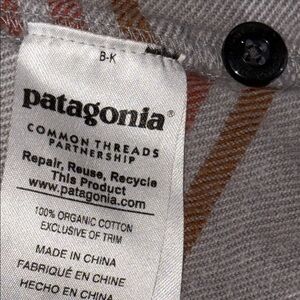 B-K
patagonia®
COMMON THREADS
PARTNERSHIP
Repair, Reuse, Recycle
This Product
www.patagonia.com
100% ORGANIC COTTON
EXCLUSIVE OF TRIM
MADE IN CHINA
FABRIQUÉ EN CHINE
HECHO EN CHINA